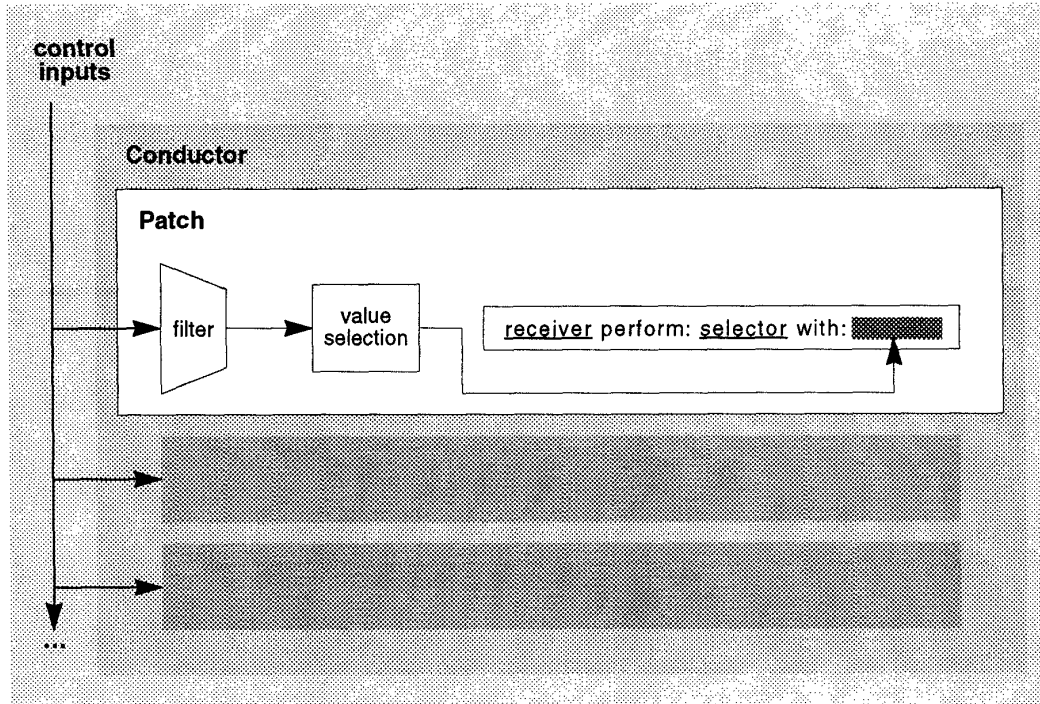 control
inputs
Conductor
Patch
filter
value
selection
receiver perform: selector with:
...